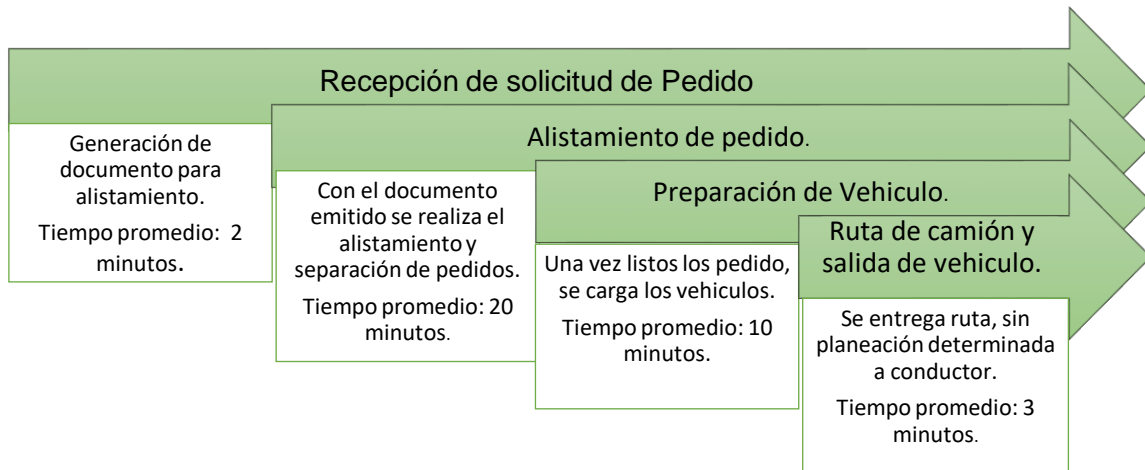 Recepción de solicitud de Pedido
Generación de
documento para
alistamiento.
Tiempo promedio: 2
minutos.
Alistamiento de pedido.
Con el documento
emitido se realiza el
alistamiento y
separación de pedidos.
Tiempo promedio: 20
minutos.
Preparación de Vehiculo.
Una vez listos los pedido,
se carga los vehiculos.
Tiempo promedio: 10
minutos.
Ruta de camión y
salida de vehiculo.
Se entrega ruta, sin
planeación determinada
a conductor.
Tiempo promedio: 3
minutos.